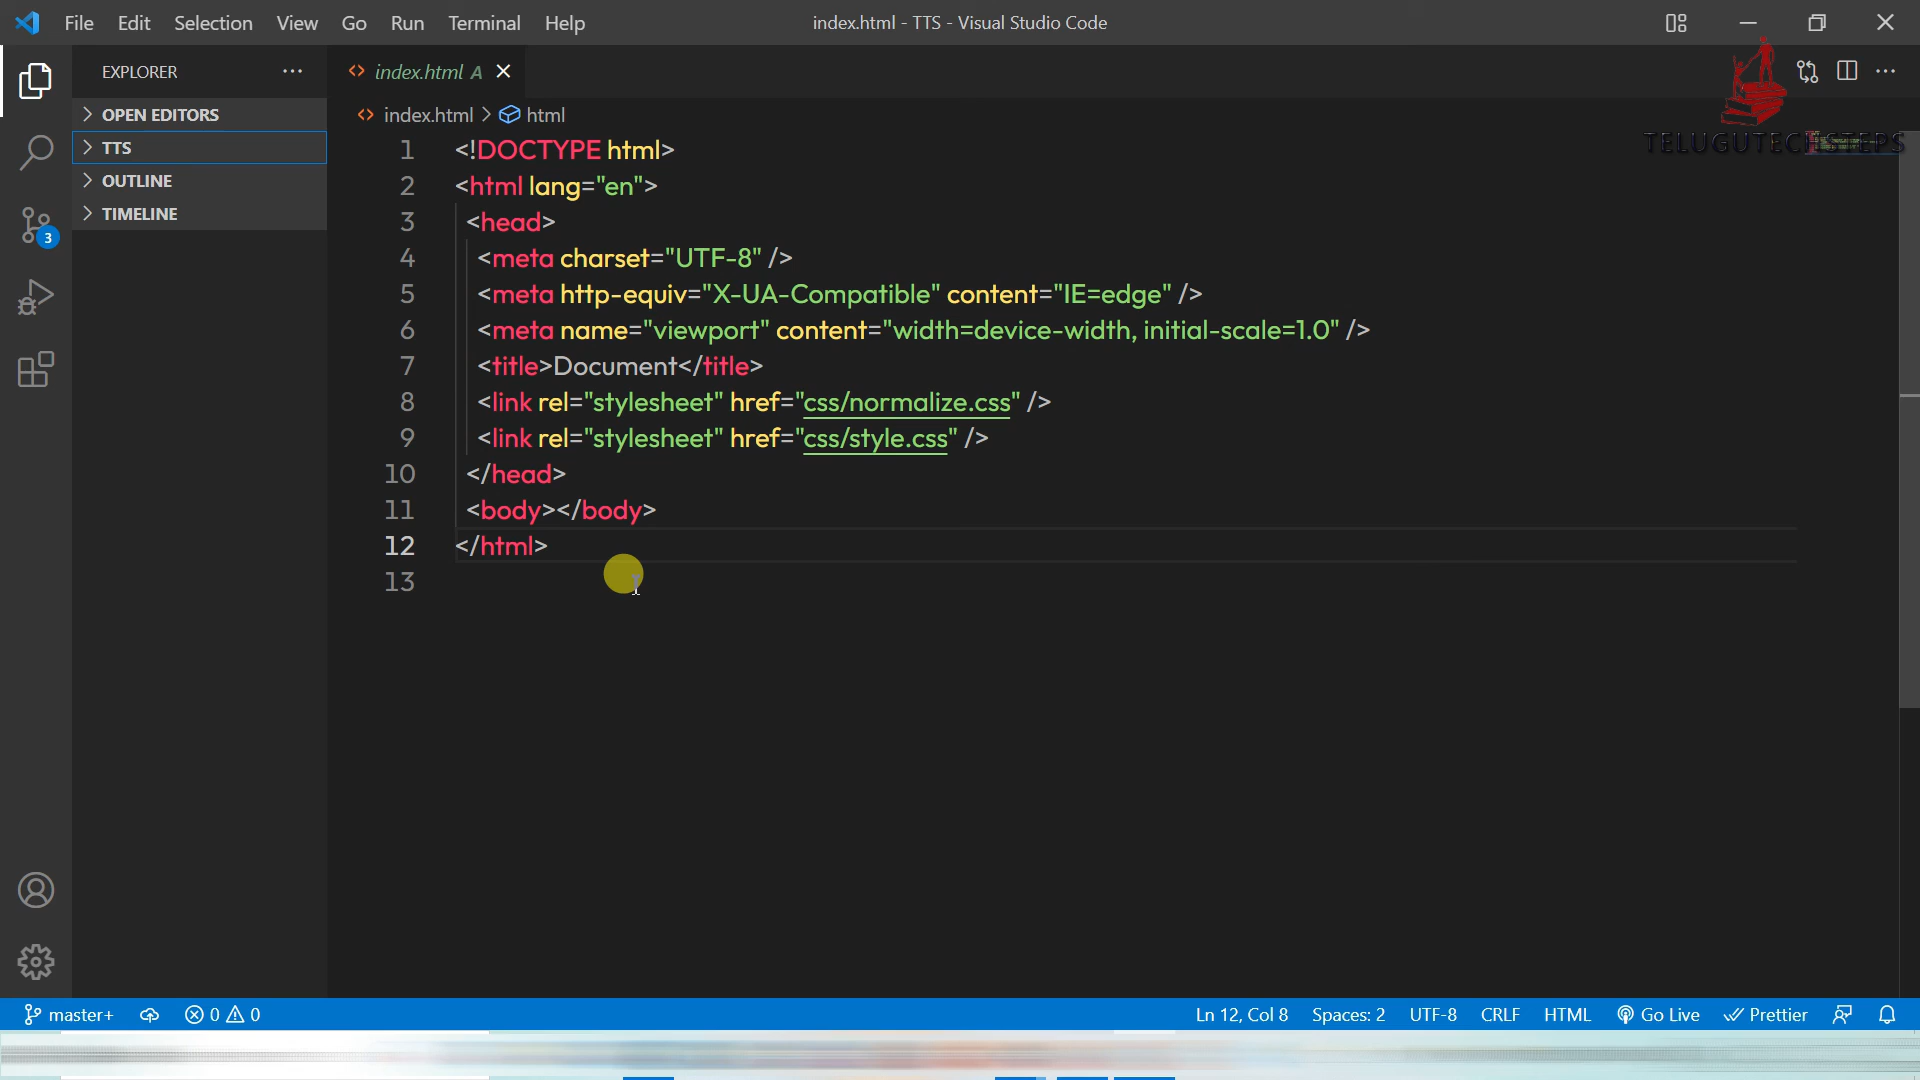 File Edit Selection View Go Run Terminal Help
index.html - TTS - Visual Studio Code
EXPLORER
OPEN EDITORS
TTS
OUTLINE
TIMELINE
3
index.html A
index.html > html
TELUGUTECHSTEPS
1 <!DOCTYPE html>
2 <html lang="en">
3 <head>
4 <meta charset="UTF-8" />
5 <meta http-equiv="X-UA-Compatible" content="IE=edge" />
6 <meta name="viewport" content="width=device-width, initial-scale=1.0" />
7 <title>Document</title>
8 <link rel="stylesheet" href="css/normalize.css" />
9 <link rel="stylesheet" href="css/style.css" />
10 </head>
11 <body></body>
12 </html>
13
master+ 0 0 Ln 12, Col 8 Spaces: 2 UTF-8 CRLF HTML Go Live Prettier